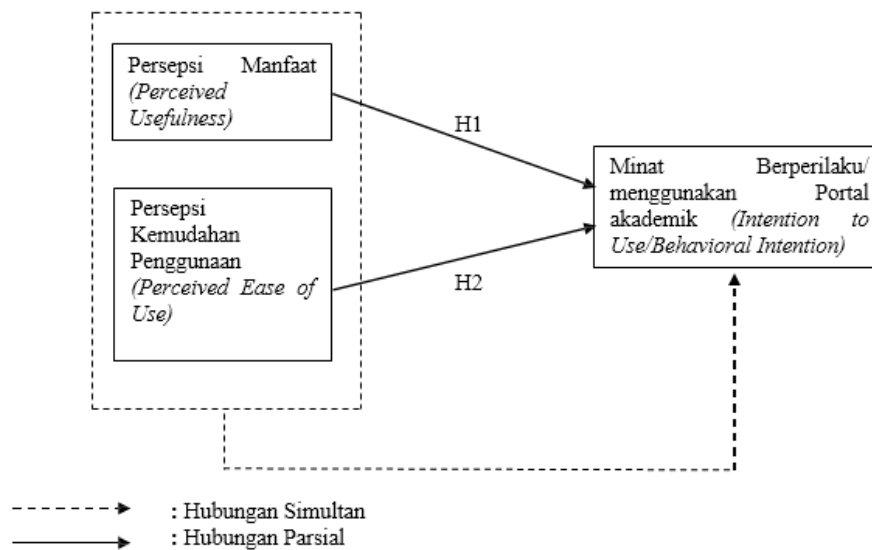 Persepsi Manfaat
(Perceived
Usefulness)
H1
Minat Berperilaku/
menggunakan Portal
akademik (Intention to
Use/Behavioral Intention)
Persepsi
Kemudahan
Penggunaan
(Perceived Ease of
Use)
H2
: Hubungan Simultan
: Hubungan Parsial